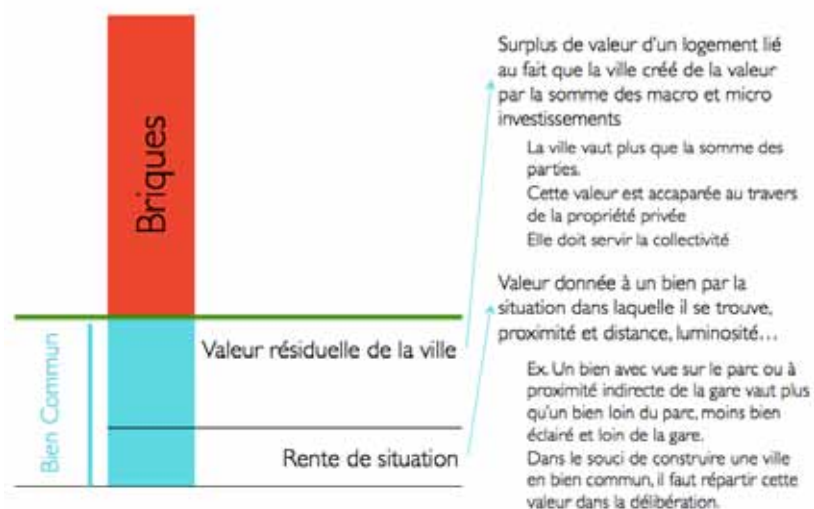 Briques
Bien Commun
Valeur résiduelle de la ville
Rente de situation
Surplus de valeur d'un logement lié
au fait que la ville créé de la valeur
par la somme des macro et micro
investissements
La ville vaut plus que la somme des
parties.
Cette valeur est accaparée au travers
de la propriété privée
Elle doit servir la collectivité
Valeur donnée à un bien par la
situation dans laquelle il se trouve,
proximité et distance, luminosité...
Ex. Un bien avec vue sur le parc ou à
proximité indirecte de la gare vaut plus
qu'un bien loin du parc, moins bien
éclairé et loin de la gare.
Dans le souci de construire une ville
en bien commun, il faut répartir cette
valeur dans la délibération.